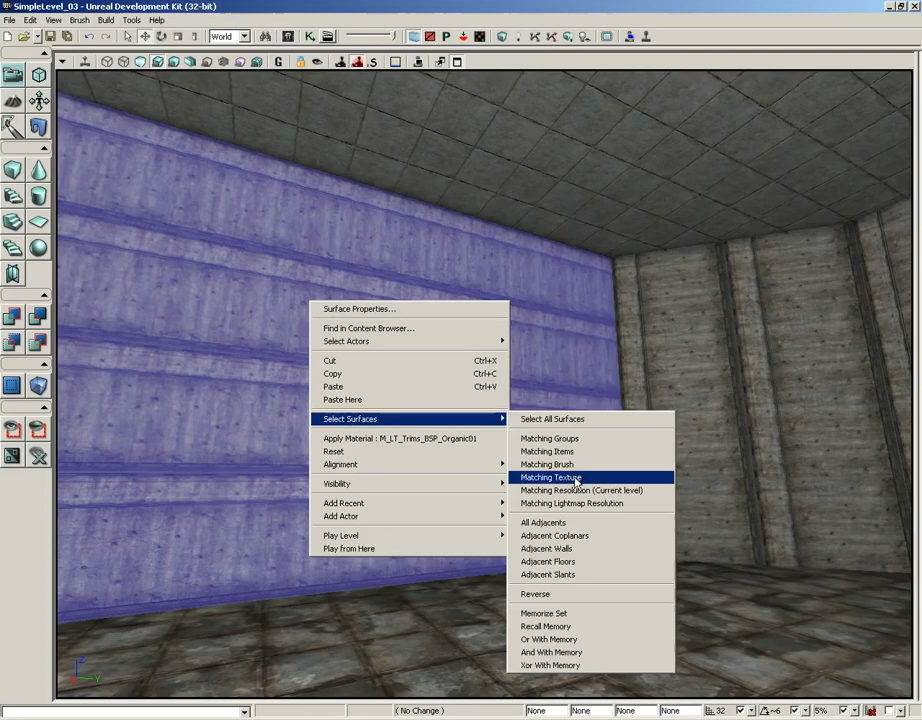 SimpleLevel_03 - Unreal Development Kit (32-bit)
File Edit View Brush Build Tools Help
World
K.
P
G
S
Surface Properties...
Find in Content Browser...
Select Actors
Cut Ctrl+X
Copy Ctrl+C
Paste Ctrl+V
Paste Here
Select Surfaces
Apply Material : M_LT_Trims_BSP_Organic01
Reset
Alignment
Visibility
Add Recent
Add Actor
Play Level
Play from Here
Select All Surfaces
Matching Groups
Matching Items
Matching Brush
Matching Texture
Matching Resolution (Current level)
Matching Lightmap Resolution
All Adjacents
Adjacent Coplanars
Adjacent Walls
Adjacent Floors
Adjacent Slants
Reverse
Memorize Set
Recall Memory
Or With Memory
And With Memory
Xor With Memory
Z
Y
( No Change ) None None None None 32 ~6 5%